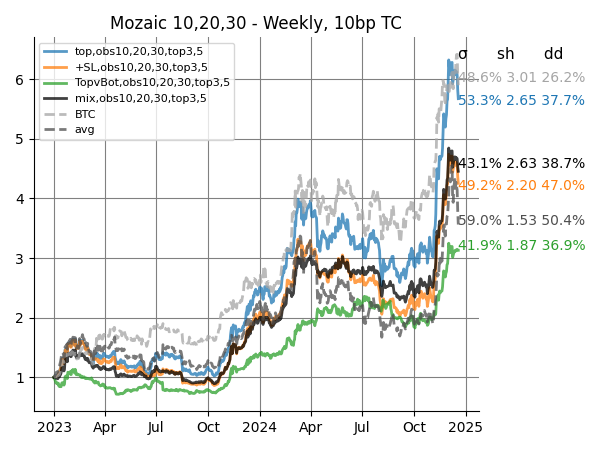 Mozaic 10,20,30 - Weekly, 10bp TC
top,obs10,20,30,top3,5
+SL,obs10,20,30,top3,5
TopvBot,obs10,20,30,top3,5
mix,obs10,20,30,top3,5
BTC
avg
σ sh dd
48.6% 3.01 26.2%
53.3% 2.65 37.7%
43.1% 2.63 38.7%
49.2% 2.20 47.0%
59.0% 1.53 50.4%
41.9% 1.87 36.9%
6
5
4
3
2
1
2023 Apr Jul Oct 2024 Apr Jul Oct 2025